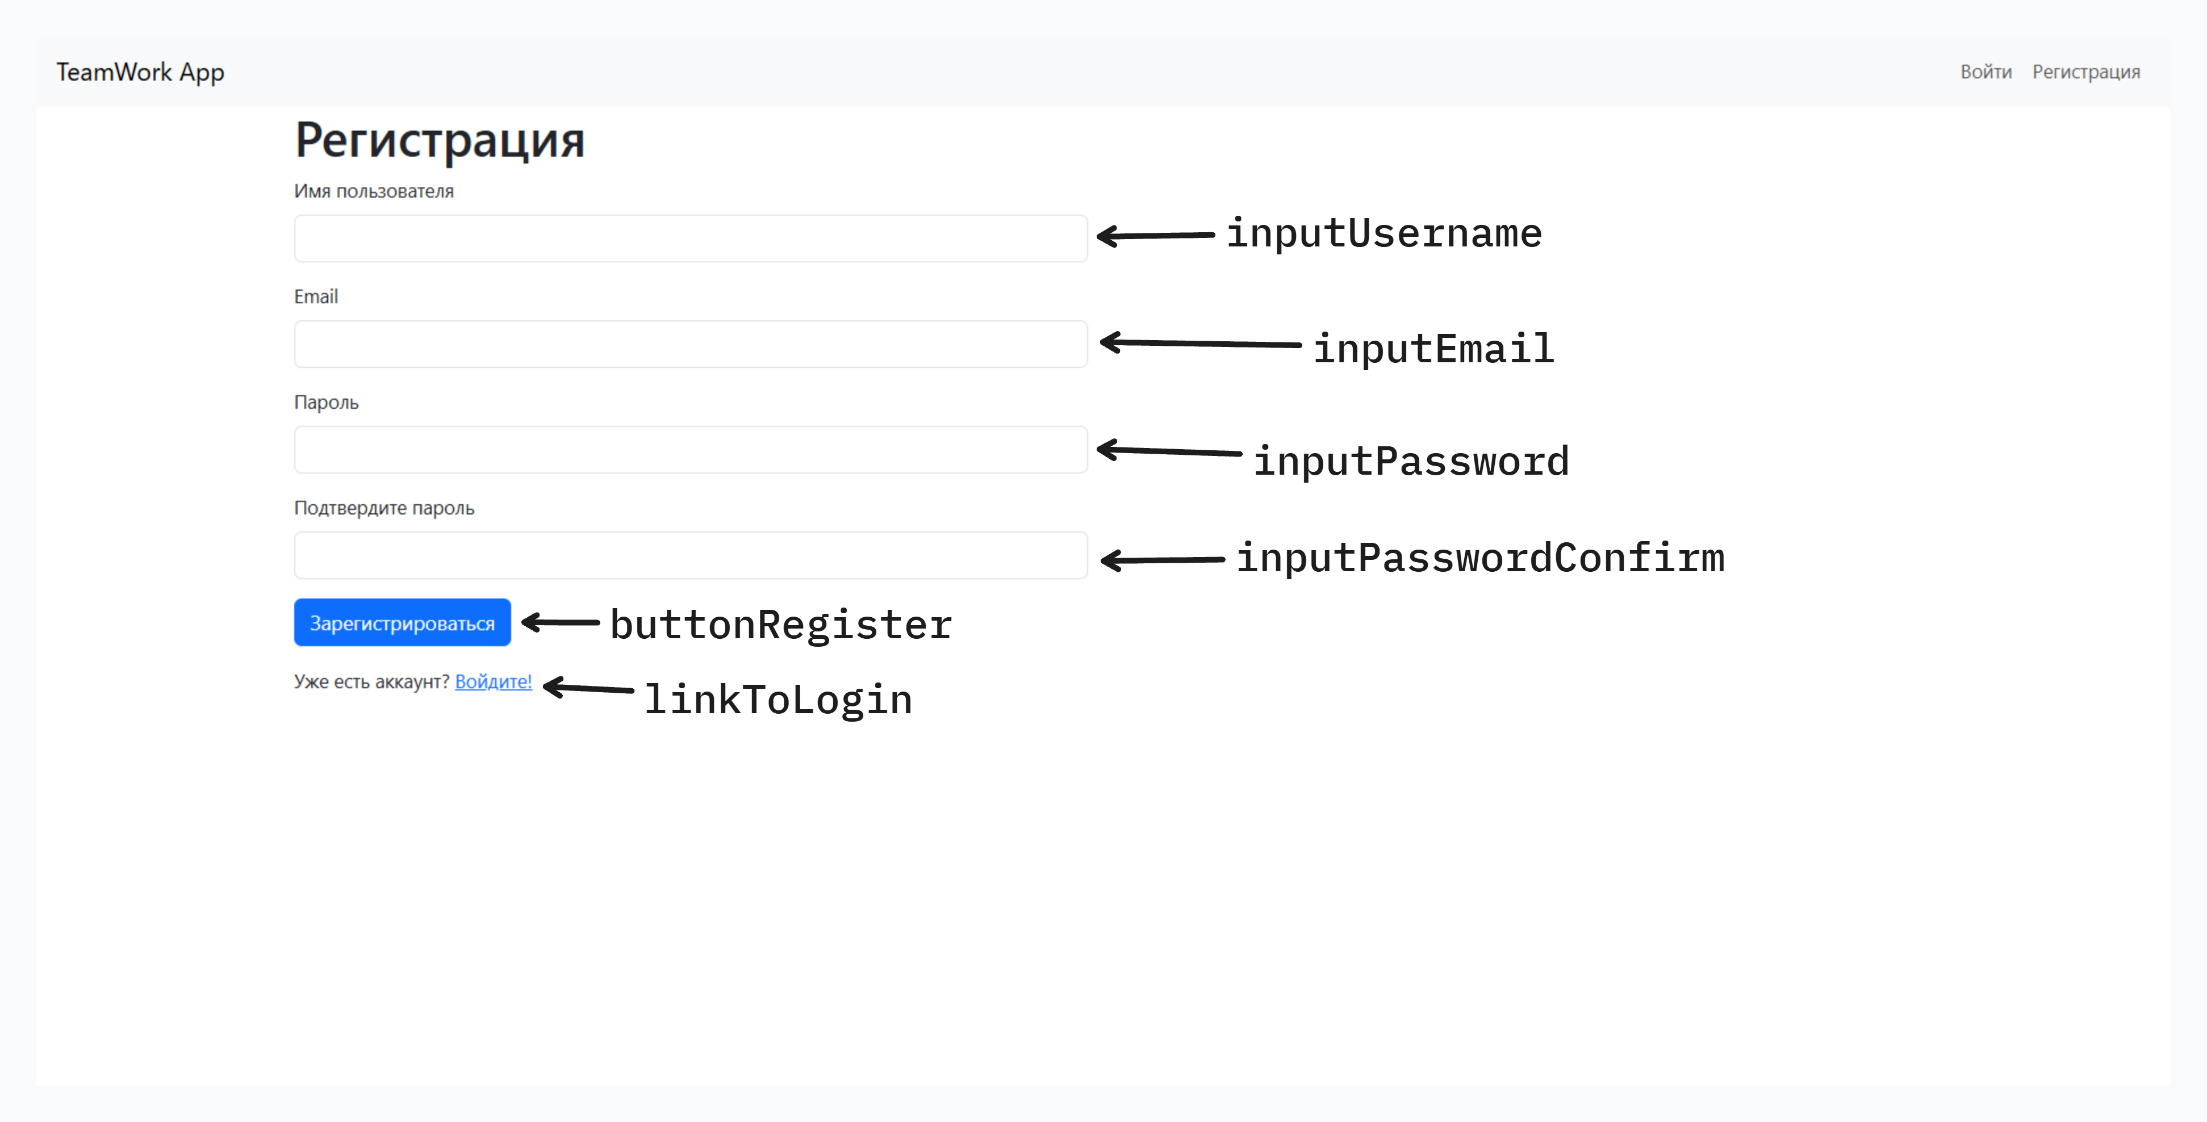 TeamWork App
Войти Регистрация
Регистрация
Имя пользователя
inputUsername
Email
inputEmail
Пароль
inputPassword
Подтвердите пароль
inputPasswordConfirm
Зарегистрироваться
buttonRegister
Уже есть аккаунт? Войдите!
linkToLogin